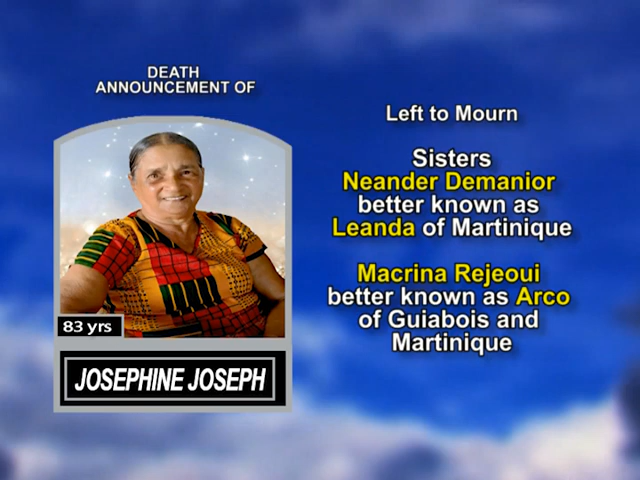 DEATH
ANNOUNCEMENT OF
83 yrs
JOSEPHINE JOSEPH
Left to Mourn
Sisters
Neander Demanior
better known as
Leanda of Martinique
Macrina Rejeoui
better known as Arco
of Guiabois and
Martinique